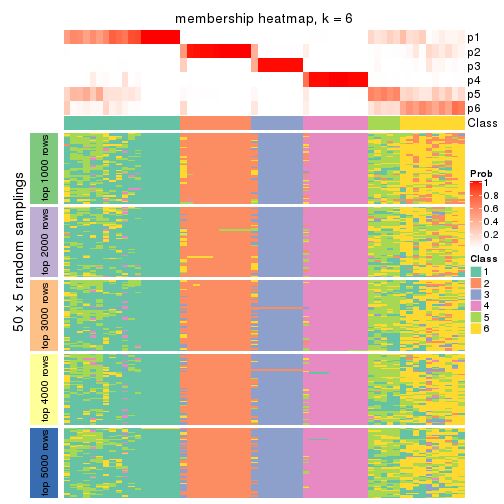 membership heatmap, k = 6
p1
p2
p3
p4
p5
p6
Class
50 x 5 random samplings
top 1000 rows
top 2000 rows
top 3000 rows
top 4000 rows
top 5000 rows
Prob
1
0.8
0.6
0.4
0.2
0
Class
1
2
3
4
5
6